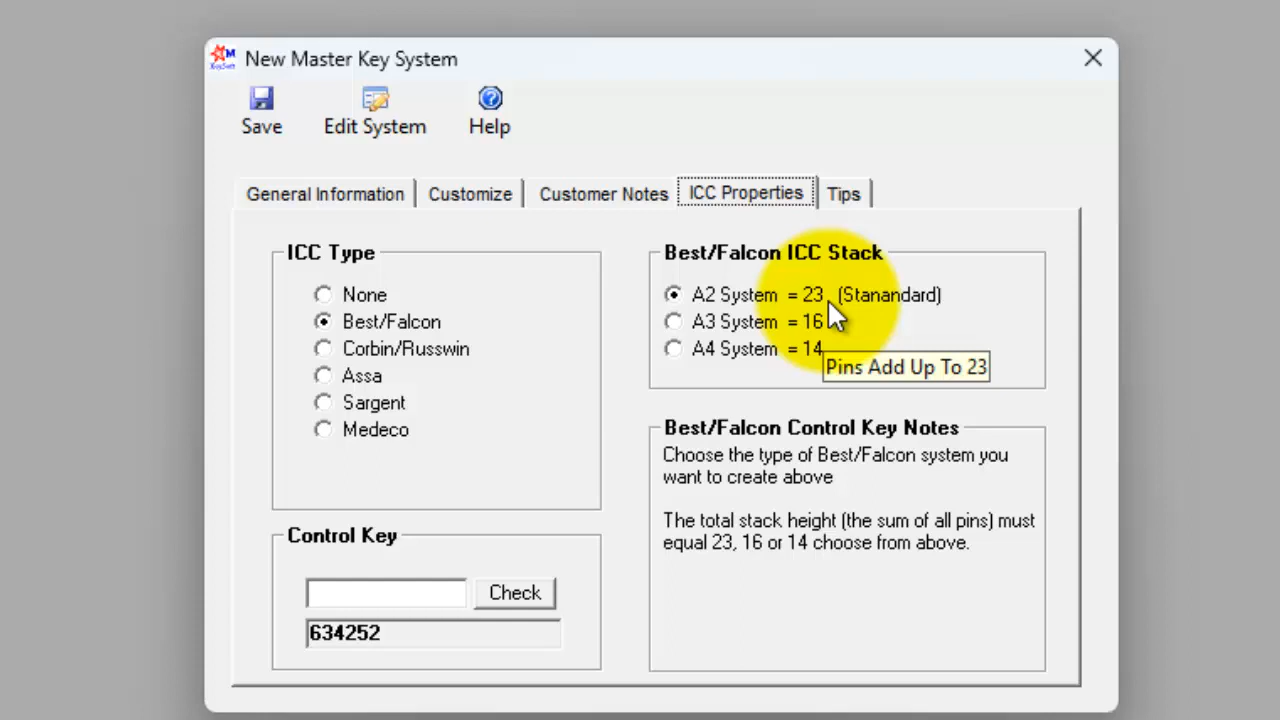 New Master Key System
Save
Edit System
Help
General Information
Customize
Customer Notes
ICC Properties
Tips
ICC Type
None
Best/Falcon
Corbin/Russwin
Assa
Sargent
Medeco
Best/Falcon ICC Stack
A2 System = 23 (Stanandard)
A3 System = 16
A4 System = 14
Pins Add Up To 23
Control Key
Check
634252
Best/Falcon Control Key Notes
Choose the type of Best/Falcon system you
want to create above
The total stack height (the sum of all pins) must
equal 23, 16 or 14 choose from above.